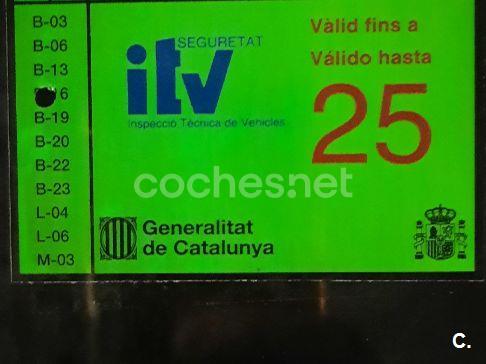 B-03
B-06
B-13
6
B-19
B-20
B-22
B-23
L-04
L-06
M-03
SEGURETAT
itv
Inspecció Tècnica de Vehicles
Vàlid fins a
Válido hasta
25
coches.net
Generalitat
de Catalunya
c.